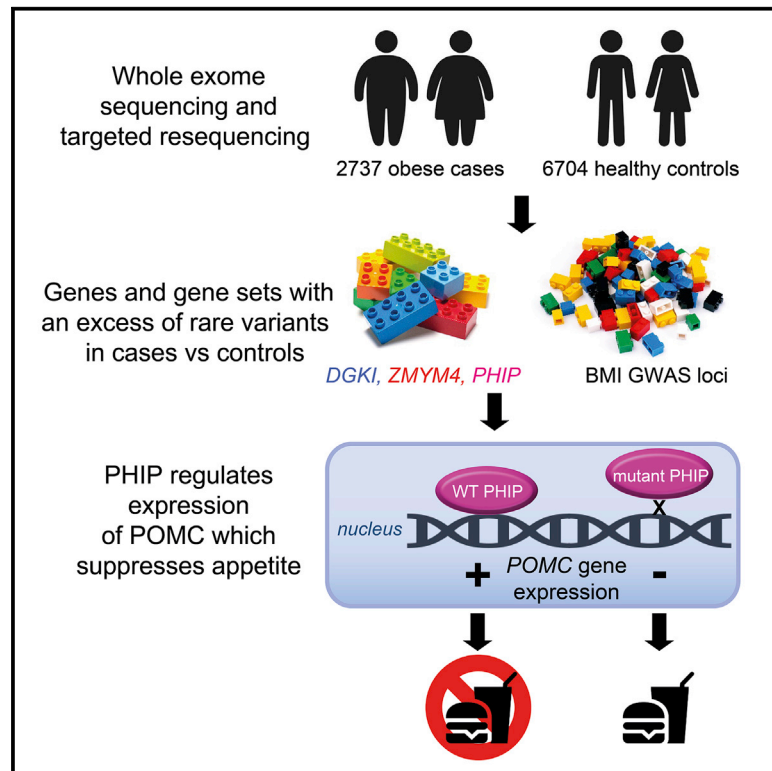 Whole exome
sequencing and
targeted resequencing
2737 obese cases
6704 healthy controls
Genes and gene sets with
an excess of rare variants
in cases vs controls
DGKI, ZMYM4, PHIP
BMI GWAS loci
PHIP regulates
expression
of POMC which
suppresses appetite
WT PHIP
mutant PHIP
X
nucleus
+ POMC gene -
expression